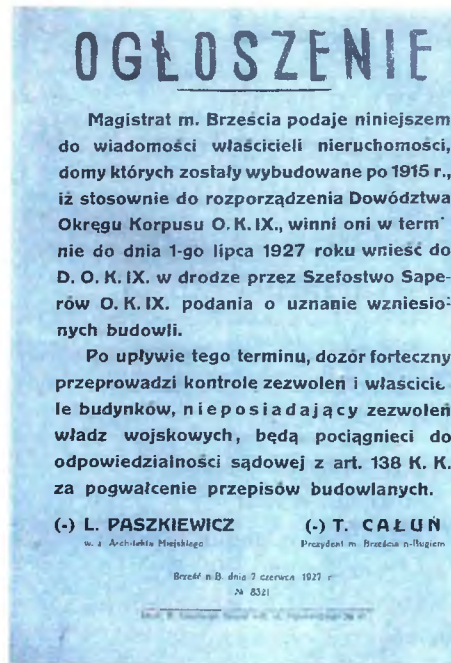 OGŁOSZENIE
Magistrat m. Brześcia podaje niniejszem
do wiadomości właścicieli nieruchomości,
domy których zostały wybudowane po 1915 r.,
iż stosownie do rozporządzenia Dowództwa
Okręgu Korpusu O. K. IX., winni oni w term
nie do dnia 1-go lipca 1927 roku wnieść do
D. O. K. IX. w drodze przez Szefostwo Sape-
rów O. K. IX. podania o uznanie wzniesio-
nych budowli.
Po upływie tego terminu, dozór forteczny
przeprowadzi kontrolę zezwoleń i właścicie
le budynków, nieposiadający zezwoleń
władz wojskowych, będą pociągnieci do
odpowiedzialności sądowej z art. 138 K. K.
za pogwałcenie przepisów budowlanych.
(-) L. PASZKIEWICZ (-) T. CAŁUŃ
w. z. Architekta Miejskiego Prezydent m. Brześcia n-Bugiem
Brześć n.B. dnia 7 czerwca 1927 r
№ 8321